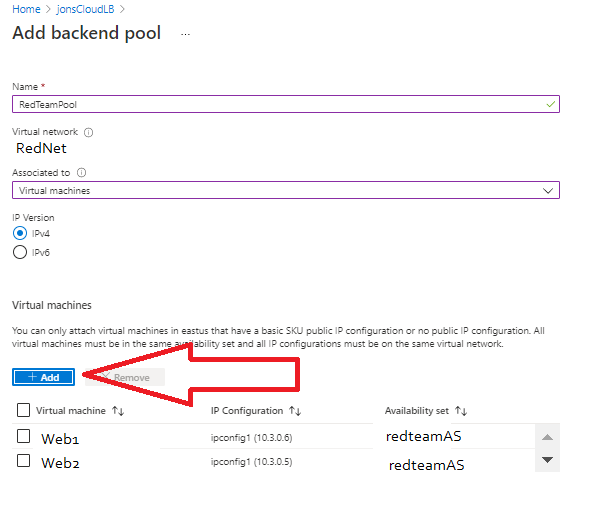 Home > jonsCloudLB >
Add backend pool ...
Name *
RedTeamPool
Virtual network
RedNet
Associated to
Virtual machines
IP Version
IPv4
IPv6
Virtual machines
You can only attach virtual machines in eastus that have a basic SKU public IP configuration or no public IP configuration. All
virtual machines must be in the same availability set and all IP configurations must be on the same virtual network.
+ Add Remove
Virtual machine ↑↓ IP Configuration ↑↓ Availability set ↑↓
Web1 ipconfig1 (10.3.0.6) redteamAS
Web2 ipconfig1 (10.3.0.5) redteamAS